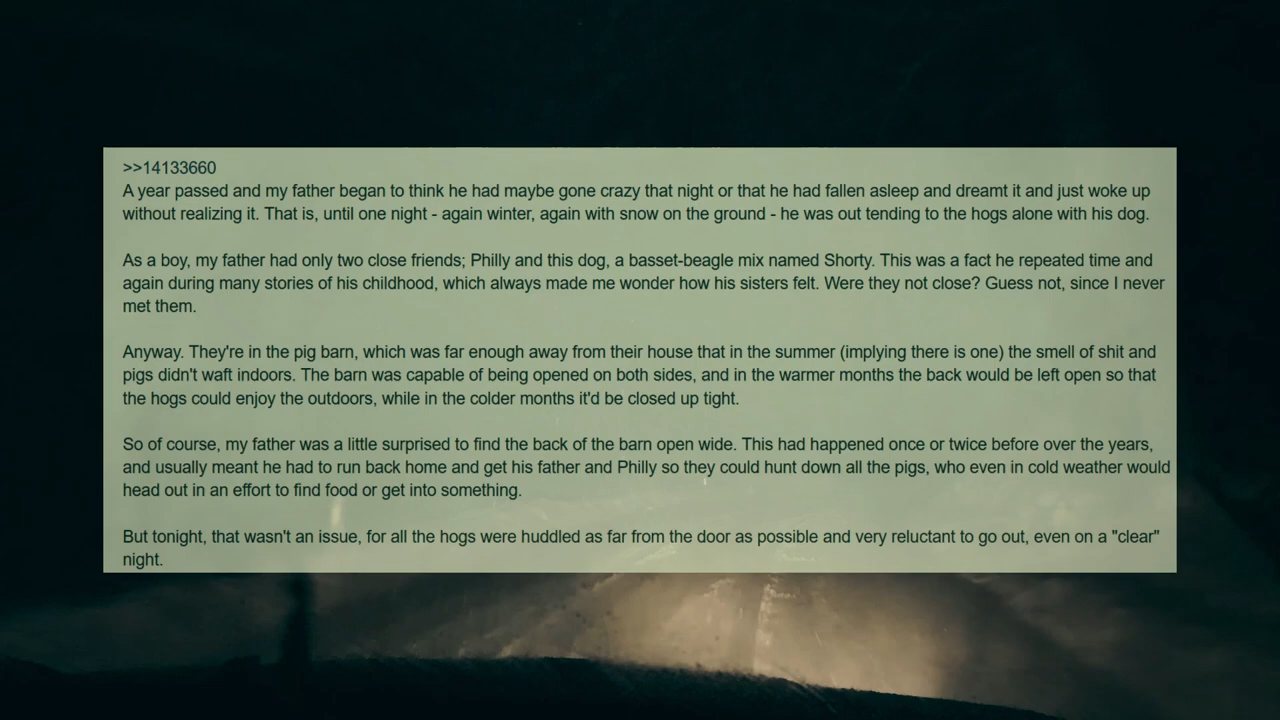 >>14133660
A year passed and my father began to think he had maybe gone crazy that night or that he had fallen asleep and dreamt it and just woke up
without realizing it. That is, until one night - again winter, again with snow on the ground - he was out tending to the hogs alone with his dog.
As a boy, my father had only two close friends; Philly and this dog, a basset-beagle mix named Shorty. This was a fact he repeated time and
again during many stories of his childhood, which always made me wonder how his sisters felt. Were they not close? Guess not, since I never
met them.
Anyway. They're in the pig barn, which was far enough away from their house that in the summer (implying there is one) the smell of shit and
pigs didn't waft indoors. The barn was capable of being opened on both sides, and in the warmer months the back would be left open so that
the hogs could enjoy the outdoors, while in the colder months it'd be closed up tight.
So of course, my father was a little surprised to find the back of the barn open wide. This had happened once or twice before over the years,
and usually meant he had to run back home and get his father and Philly so they could hunt down all the pigs, who even in cold weather would
head out in an effort to find food or get into something.
But tonight, that wasn't an issue, for all the hogs were huddled as far from the door as possible and very reluctant to go out, even on a "clear"
night.